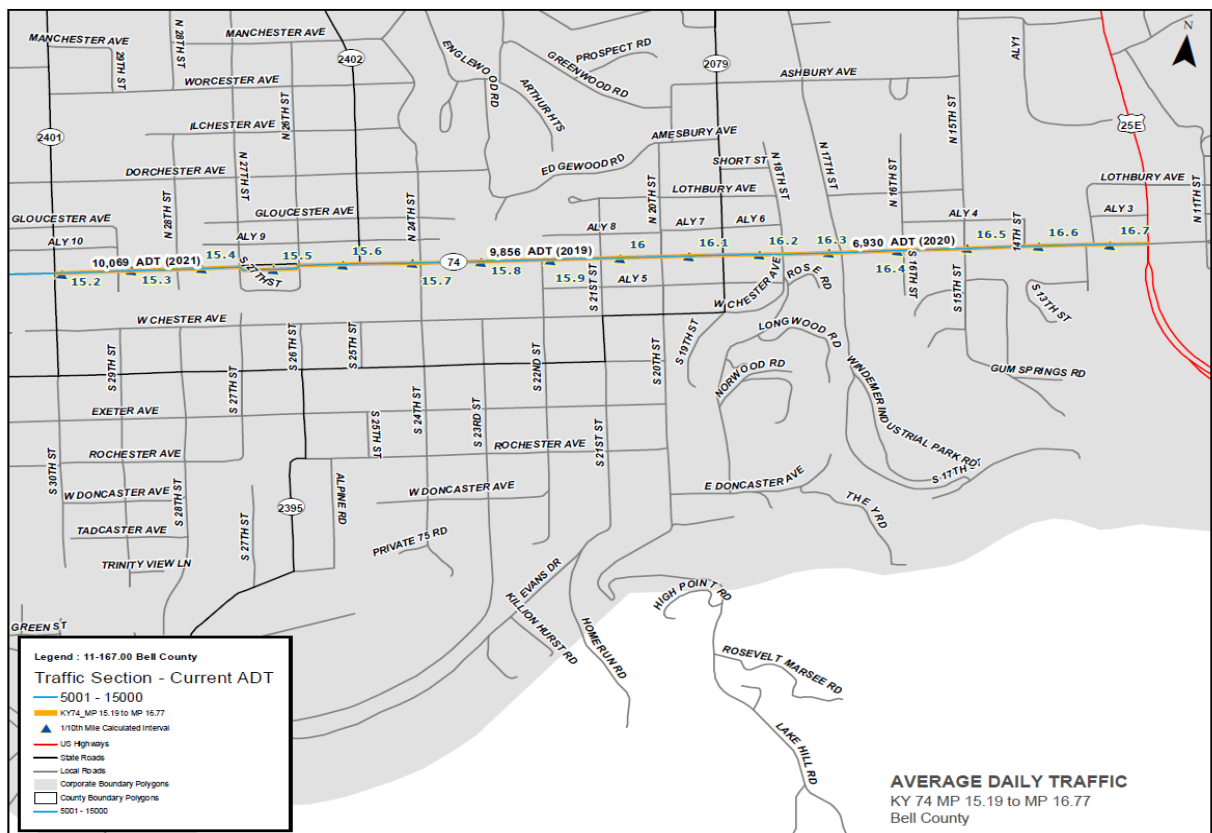 N
MANCHESTER AVE
29TH ST
N 28TH ST
MANCHESTER AVE
2402
ENGLEWOOD RD
GREENWOOD RD
PROSPECT RD
2079
ASHBURY AVE
ALY1
25E
WORCESTER AVE
ARTHUR HTS
2401
ILCHESTER AVE
N 26TH ST
AMESBURY AVE
N 15TH ST
N 17TH ST
DORCHESTER AVE
N 27TH ST
EDGEWOOD RD
SHORT ST
N 18TH ST
N 16TH ST
LOTHBURY AVE
LOTHBURY AVE
N 11TH ST
GLOUCESTER AVE
N 28TH ST
GLOUCESTER AVE
N 24TH ST
N 20TH ST
ALY 8
ALY 7
ALY 6
ALY 4
14TH ST
ALY 3
ALY 10
ALY 9
15.4
15.5
15.6
16
16.1
16.2
16.3
16.5
16.6
16.7
10,069 ADT (2021)
9,856 ADT (2019)
6,930 ADT (2020)
74
15.2
15.3
S 27TH ST
15.7
15.8
15.9
S 21ST ST
ALY 5
ROSE RD
16.4
S 16TH ST
S 15TH ST
S 13TH ST
W CHESTER AVE
W CHESTER AVE
S 29TH ST
S 26TH ST
S 25TH ST
S 22ND ST
S 20TH ST
S 19TH ST
LONGWOOD RD
NORWOOD RD
GUM SPRINGS RD
S 27TH ST
EXETER AVE
S 25TH ST
S 24TH ST
S 23RD ST
WINDEMER INDUSTRIAL PARK RD
S 30TH ST
ROCHESTER AVE
ROCHESTER AVE
S 21ST ST
S 17TH ST
W DONCASTER AVE
S 28TH ST
ALPINE RD
W DONCASTER AVE
E DONCASTER AVE
THE Y RD
2395
TADCASTER AVE
S 27TH ST
PRIVATE 75 RD
TRINITY VIEW LN
EVANS DR
KILLION HURST RD
HOMERUN RD
HIGH POINT RD
GREEN ST
ROSEVELT MARSEE RD
LAKE HILL RD
Legend : 11-167.00 Bell County
Traffic Section - Current ADT
5001 - 15000
KY74_MP 15.19 to MP 16.77
1/10th Mile Calculated Interval
US Highways
State Roads
Local Roads
Corporate Boundary Polygons
County Boundary Polygons
5001 - 15000
AVERAGE DAILY TRAFFIC
KY 74 MP 15.19 to MP 16.77
Bell County